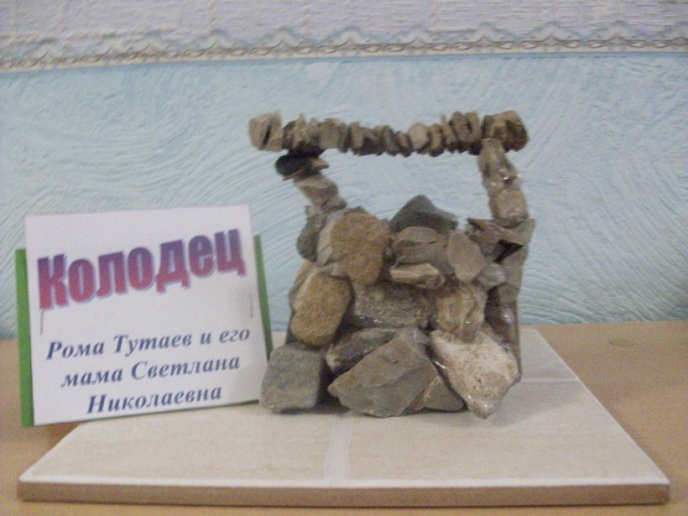 Колодец
Рома Тутаев и его
мама Светлана
Николаевна